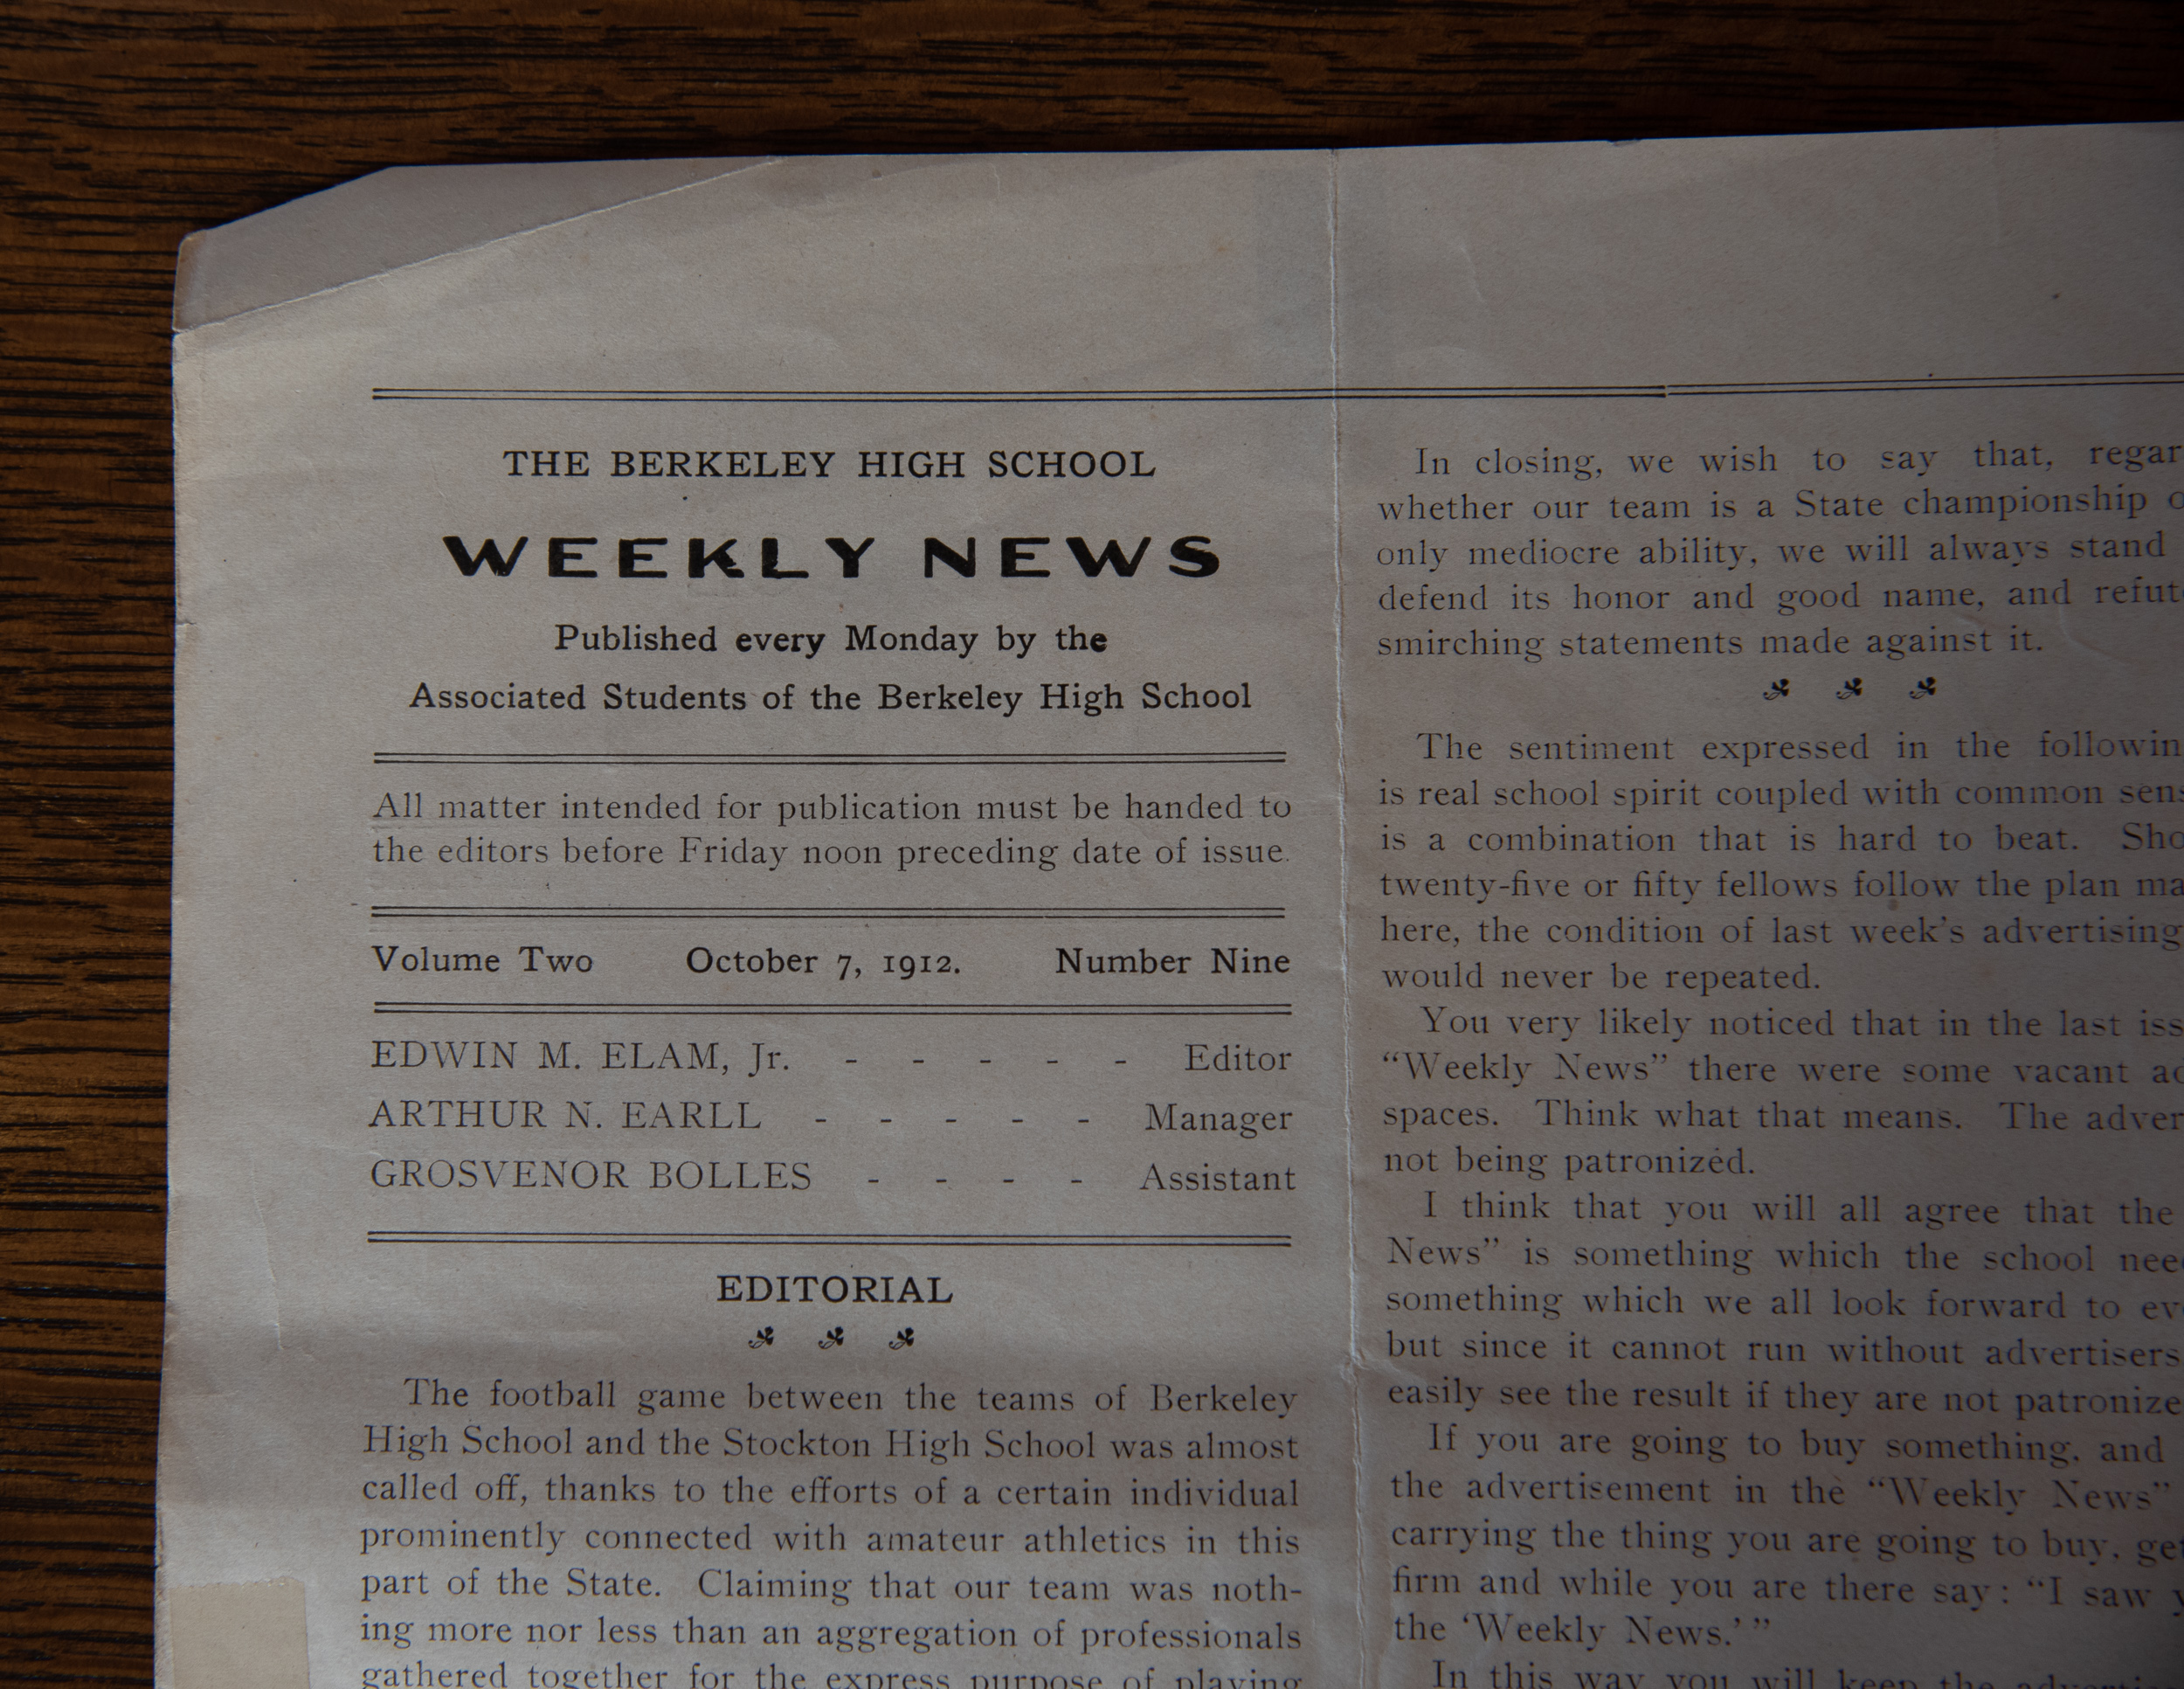 THE BERKELEY HIGH SCHOOL
WEEKLY NEWS
Published every Monday by the
Associated Students of the Berkeley High School
All matter intended for publication must be handed to
the editors before Friday noon preceding date of issue.
Volume Two October 7, 1912. Number Nine
EDWIN M. ELAM, Jr. - - - - - Editor
ARTHUR N. EARLL - - - - - Manager
GROSVENOR BOLLES - - - - Assistant
EDITORIAL
The football game between the teams of Berkeley
High School and the Stockton High School was almost
called off, thanks to the efforts of a certain individual
prominently connected with amateur athletics in this
part of the State. Claiming that our team was noth-
ing more nor less than an aggregation of professionals
gathered together for the express purpose of playing
In closing, we wish to say that,
whether our team is a State championship
only mediocre ability, we will always stand
defend its honor and good name, and
smirching statements made against it.
The sentiment expressed in the
is real school spirit coupled with common
is a combination that is hard to beat.
twenty-five or fifty fellows follow the plan
here, the condition of last week's advertising
would never be repeated.
You very likely noticed that in the last
“Weekly News” there were some vacant
spaces. Think what that means. The
not being patronized.
I think that you will all agree that the
News” is something which the school
something which we all look forward to
but since it cannot run without advertisers
easily see the result if they are not
If you are going to buy something, and
the advertisement in the “Weekly News”
carrying the thing you are going to buy,
firm and while you are there say: “I saw
the ‘Weekly News.’”
In this way you will keep the